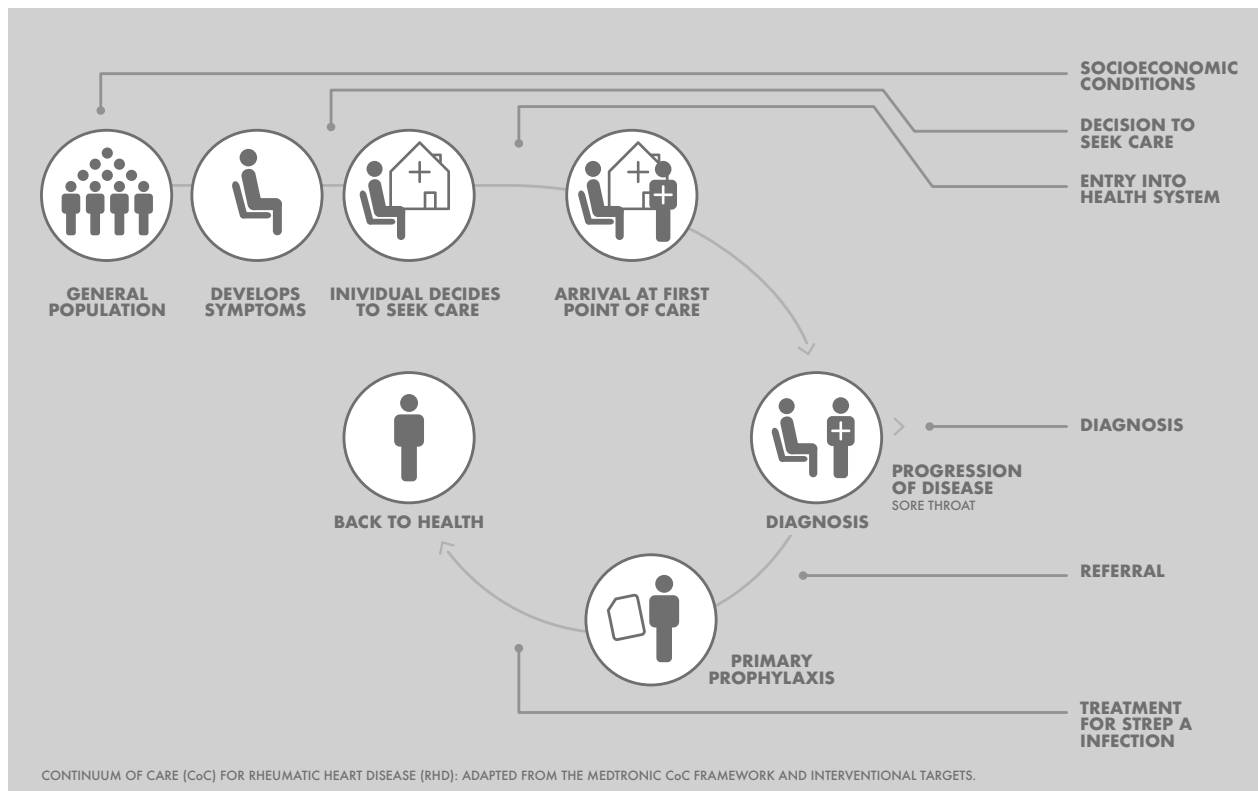 SOCIOECONOMIC
CONDITIONS
DECISION TO
SEEK CARE
ENTRY INTO
HEALTH SYSTEM
GENERAL
POPULATION
DEVELOPS
SYMPTOMS
INIVIDUAL DECIDES
TO SEEK CARE
ARRIVAL AT FIRST
POINT OF CARE
DIAGNOSIS
PROGRESSION
OF DISEASE
SORE THROAT
BACK TO HEALTH
DIAGNOSIS
REFERRAL
PRIMARY
PROPHYLAXIS
TREATMENT
FOR STREP A
INFECTION
CONTINUUM OF CARE (CoC) FOR RHEUMATIC HEART DISEASE (RHD): ADAPTED FROM THE MEDTRONIC CoC FRAMEWORK AND INTERVENTIONAL TARGETS.